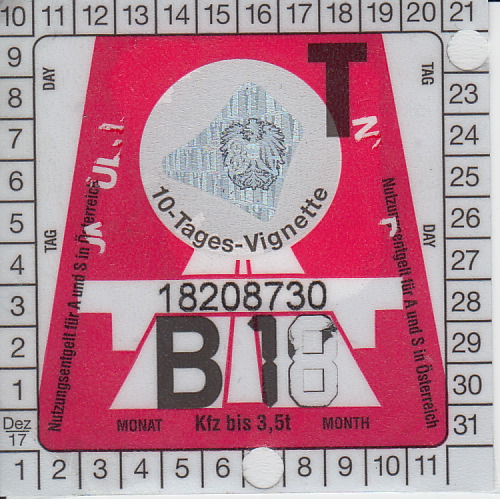 10 11 12 13 14 15 16 17 18 19 20 21
9
8
7
6
5
4
3
2
1
Dez
17
23
24
25
26
27
28
29
30
31
DAY
TAG
T
TAG
DAY
UL
N
10-Tages-Vignette
Nutzungsentgelt für A und S in Österreich
Nutzungsentgelt für A und S in Österreich
18208730
B18
MONAT Kfz bis 3,5t MONTH
1 2 3 4 5 6 8 9 10 11